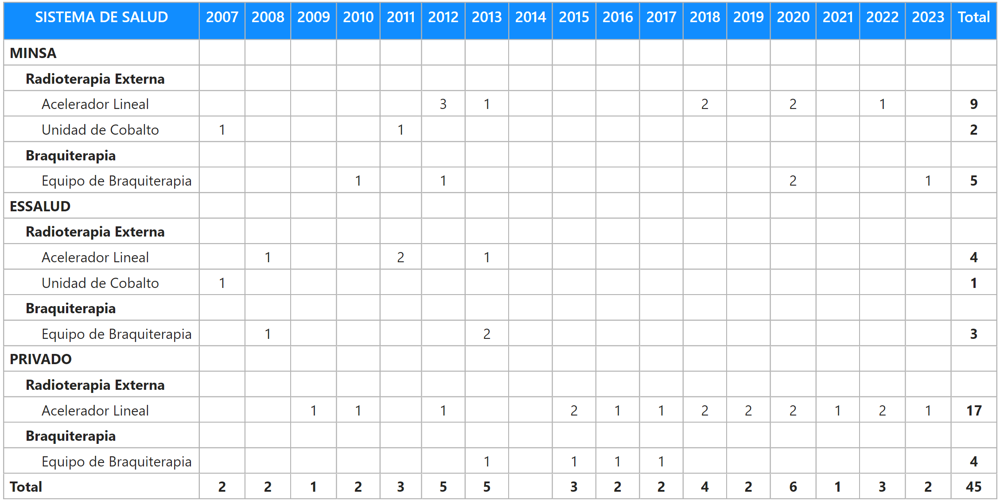 SISTEMA DE SALUD 2007 2008 2009 2010 2011 2012 2013 2014 2015 2016 2017 2018 2019 2020 2021 2022 2023 Total
MINSA
Radioterapia Externa
Acelerador Lineal 3 1 2 2 1 9
Unidad de Cobalto 1 1 2
Braquiterapia
Equipo de Braquiterapia 1 1 2 1 5
ESSALUD
Radioterapia Externa
Acelerador Lineal 1 2 1 4
Unidad de Cobalto 1 1
Braquiterapia
Equipo de Braquiterapia 1 2 3
PRIVADO
Radioterapia Externa
Acelerador Lineal 1 1 1 2 1 1 2 2 2 1 2 1 17
Braquiterapia
Equipo de Braquiterapia 1 1 1 1 4
Total 2 2 1 2 3 5 5 3 2 2 4 2 6 1 3 2 45